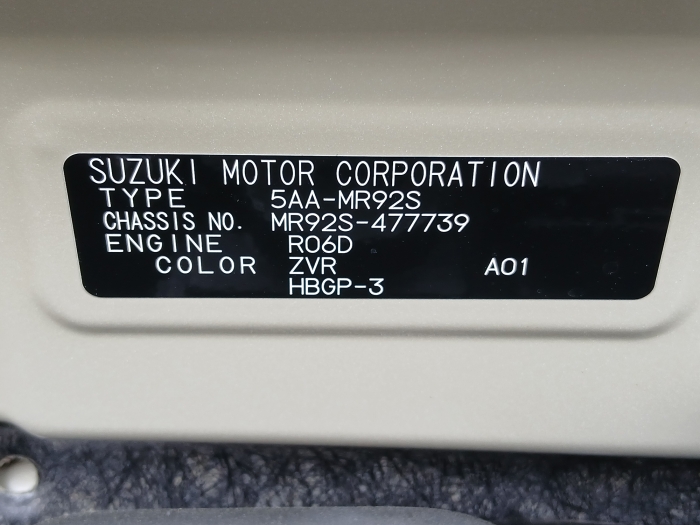 SUZUKI MOTOR CORPORATION
TYPE 5AA-MR92S
CHASSIS NO. MR92S-477739
ENGINE R06D
COLOR ZVR A01
HBGP-3